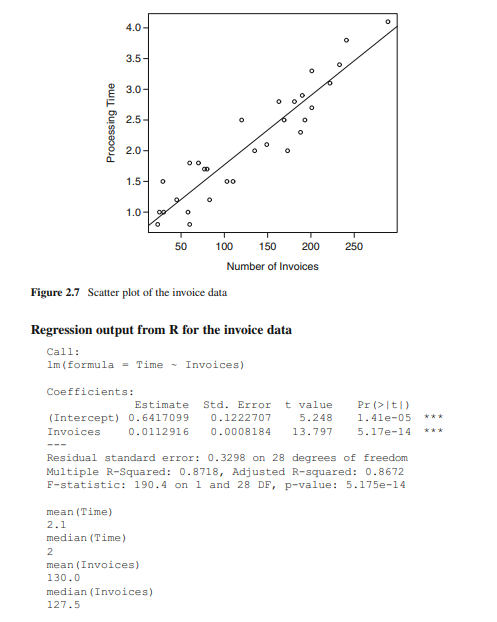 4.0
3.5
3.0
2.5
2.0
1.5
1.0
Processing Time
50 100 150 200 250
Number of Invoices
Figure 2.7 Scatter plot of the invoice data
Regression output from R for the invoice data
Call:
lm(formula = Time ~ Invoices)
Coefficients:
Estimate Std. Error t value Pr(>|t|)
(Intercept) 0.6417099 0.1222707 5.248 1.41e-05 ***
Invoices 0.0112916 0.0008184 13.797 5.17e-14 ***
---
Residual standard error: 0.3298 on 28 degrees of freedom
Multiple R-Squared: 0.8718, Adjusted R-squared: 0.8672
F-statistic: 190.4 on 1 and 28 DF, p-value: 5.175e-14
mean(Time)
2.1
median(Time)
2
mean(Invoices)
130.0
median(Invoices)
127.5